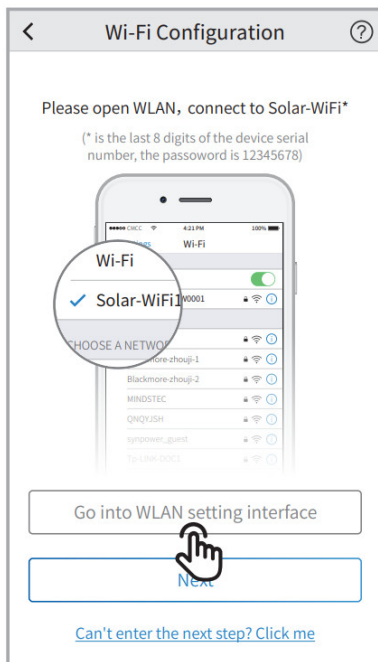 Wi-Fi Configuration
?
Please open WLAN, connect to Solar-WiFi*
(* is the last 8 digits of the device serial
number, the passoword is 12345678)
CMCC 4:21 PM 100%
Wi-Fi
Wi-Fi
Solar-WiFi1W0001
CHOOSE A NETWO
more-zhouji-1
Blackmore-zhouji-2
MINDSTEC
QNQYJSH
synpower_guest
Go into WLAN setting interface
Next
Can't enter the next step? Click me